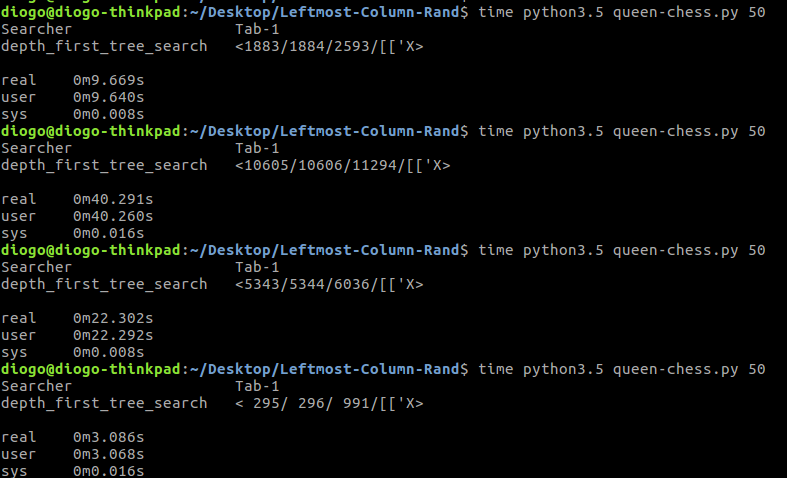 diogo@diogo-thinkpad:~/Desktop/Leftmost-Column-Rand$ time python3.5 queen-chess.py 50
Searcher                   Tab-1
depth_first_tree_search   <1883/1884/2593/[['X>

real    0m9.669s
user    0m9.640s
sys     0m0.008s
diogo@diogo-thinkpad:~/Desktop/Leftmost-Column-Rand$ time python3.5 queen-chess.py 50
Searcher                   Tab-1
depth_first_tree_search   <10605/10606/11294/[['X>

real    0m40.291s
user    0m40.260s
sys     0m0.016s
diogo@diogo-thinkpad:~/Desktop/Leftmost-Column-Rand$ time python3.5 queen-chess.py 50
Searcher                   Tab-1
depth_first_tree_search   <5343/5344/6036/[['X>

real    0m22.302s
user    0m22.292s
sys     0m0.008s
diogo@diogo-thinkpad:~/Desktop/Leftmost-Column-Rand$ time python3.5 queen-chess.py 50
Searcher                   Tab-1
depth_first_tree_search   < 295/ 296/ 991/[['X>

real    0m3.086s
user    0m3.068s
sys     0m0.016s